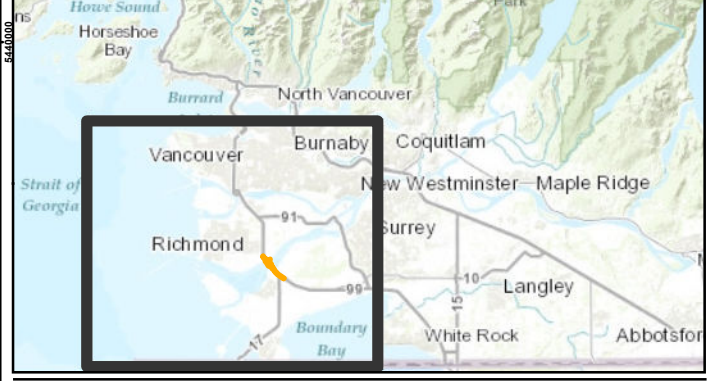 Howe Sound
Horseshoe
Bay
5440000
North Vancouver
Burrard
Vancouver
Burnaby
Coquitlam
Strait of
Georgia
New Westminster
Maple Ridge
91
Surrey
Richmond
10
99
Langley
15
17
Boundary
Bay
White Rock
Abbotsfor